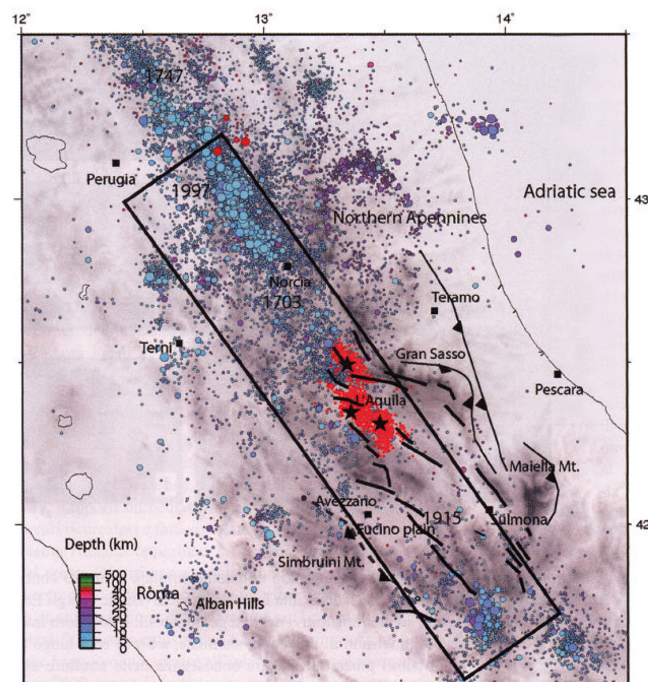 12°
13°
14°
1747
Perugia
1997
Adriatic sea
43
Northern Apennines
Norcia
1703
Teramo
Terni
Gran Sasso
Pescara
L'Aquila
Maiella Mt.
Avezzano
1915
Sulmona
42
Fucino plain
Depth (km)
Simbruini Mt.
500
50
40
30
25
20
15
10
5
0
Roma
Alban Hills